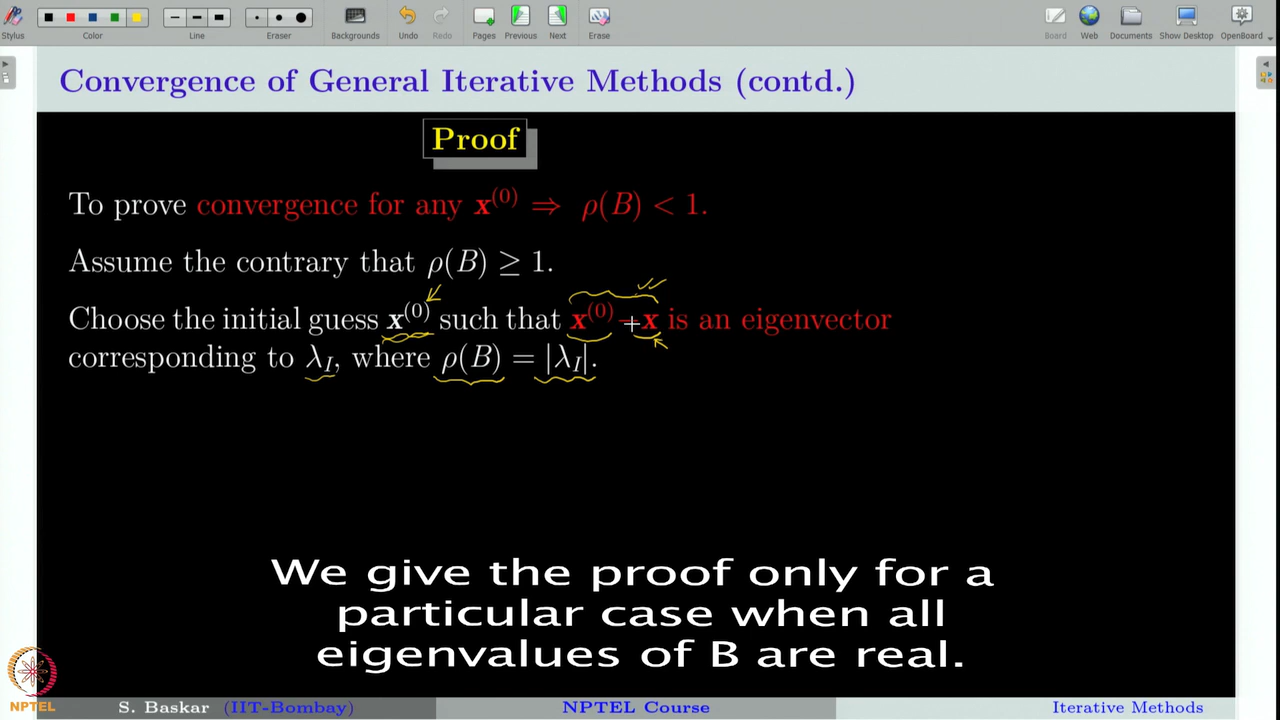 Stylus Color Line Eraser Backgrounds Undo Redo Pages Previous Next Erase Board Web Documents Show Desktop OpenBoard
Convergence of General Iterative Methods (contd.)
Proof
To prove convergence for any x⁽⁰⁾ ⇒ ρ(B) < 1.
Assume the contrary that ρ(B) ≥ 1.
Choose the initial guess x⁽⁰⁾ such that x⁽⁰⁾ − x is an eigenvector
corresponding to λ_I, where ρ(B) = |λ_I|.
We give the proof only for a
particular case when all
eigenvalues of B are real.
NPTEL
S. Baskar (IIT-Bombay) NPTEL Course Iterative Methods